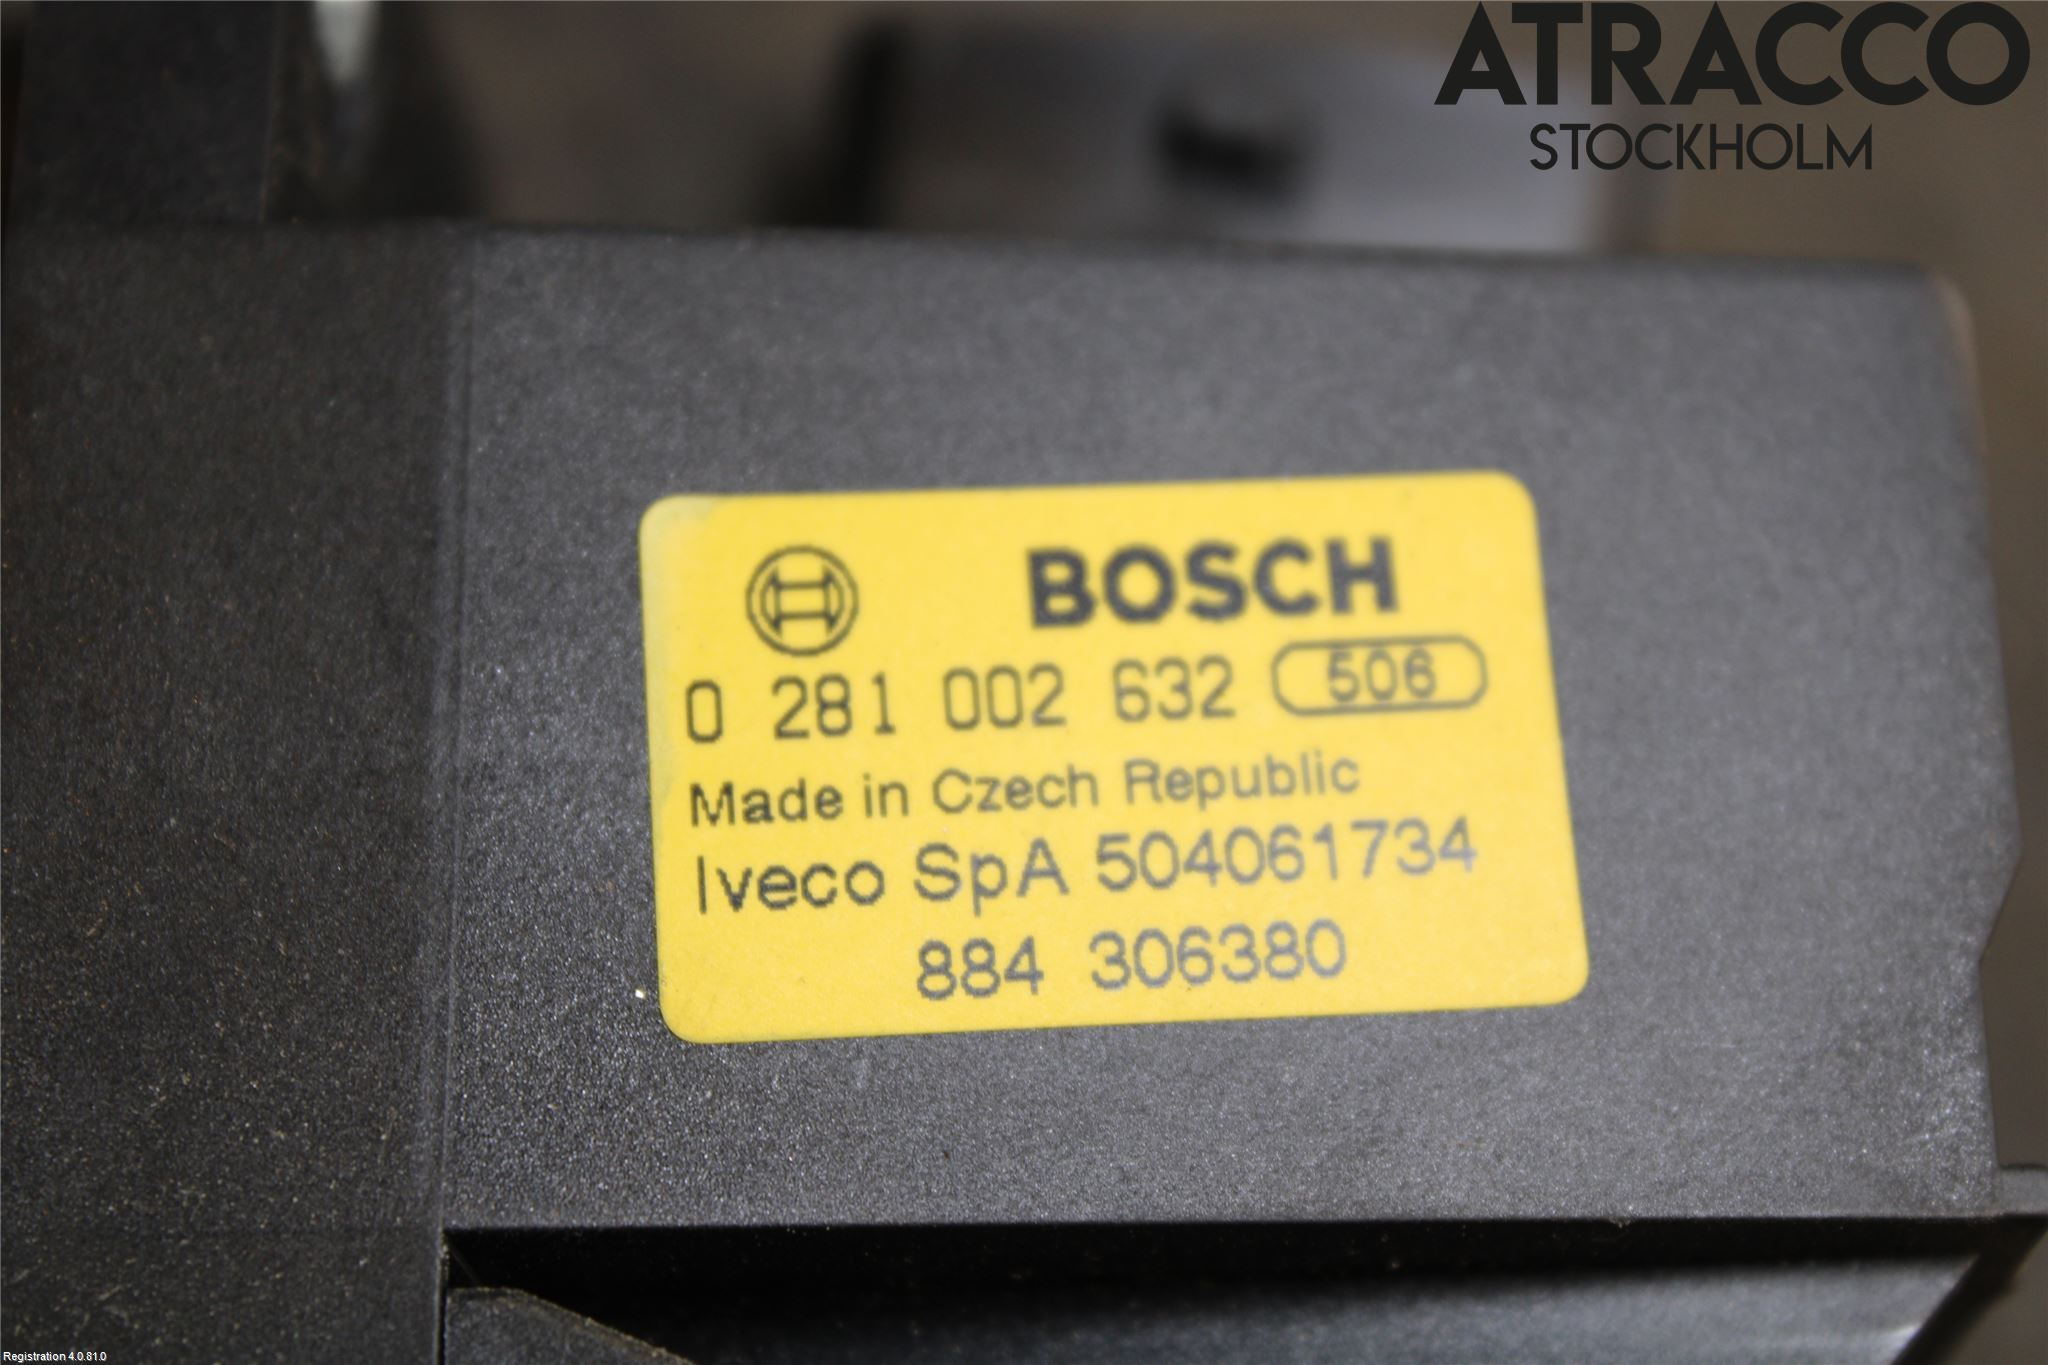 ATRACCO
STOCKHOLM
BOSCH
0 281 002 632 506
Made in Czech Republic
Iveco SpA 504061734
884 306380
Registration 4.0.81.0